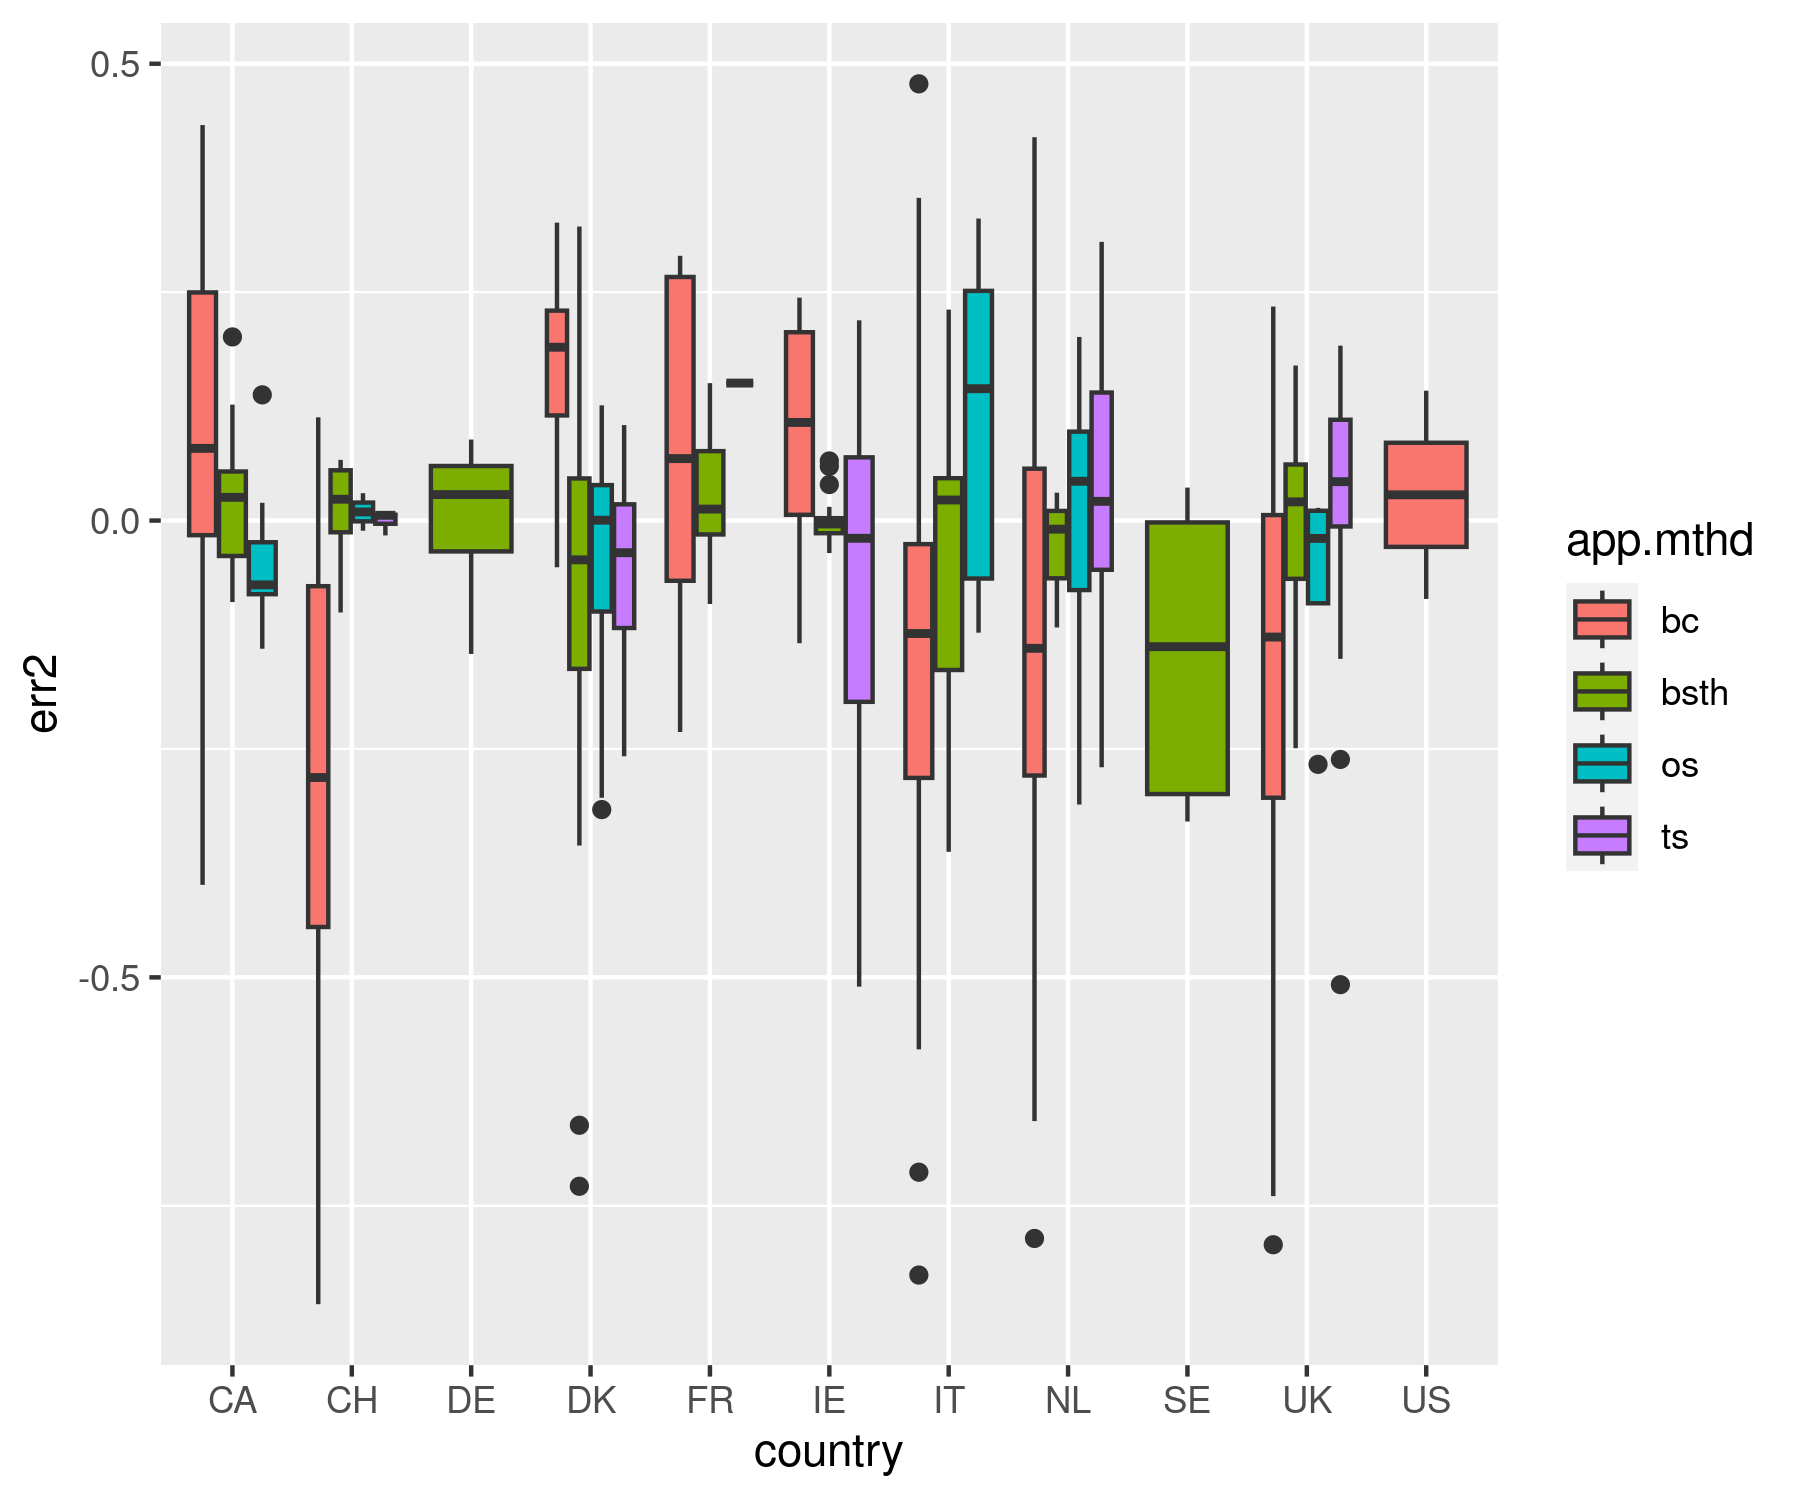 0.5
0.0
-0.5
err2
CA CH DE DK FR IE IT NL SE UK US
country
app.mthd
bc
bsth
os
ts